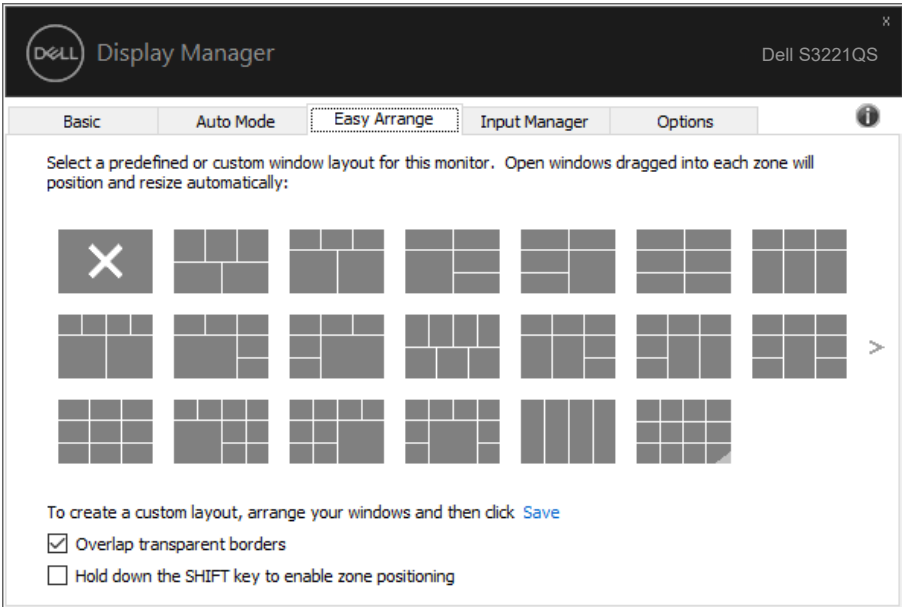 x
DELL Display Manager
Dell S3221QS
Basic Auto Mode Easy Arrange Input Manager Options
Select a predefined or custom window layout for this monitor. Open windows dragged into each zone will
position and resize automatically:
>
To create a custom layout, arrange your windows and then click Save
Overlap transparent borders
Hold down the SHIFT key to enable zone positioning